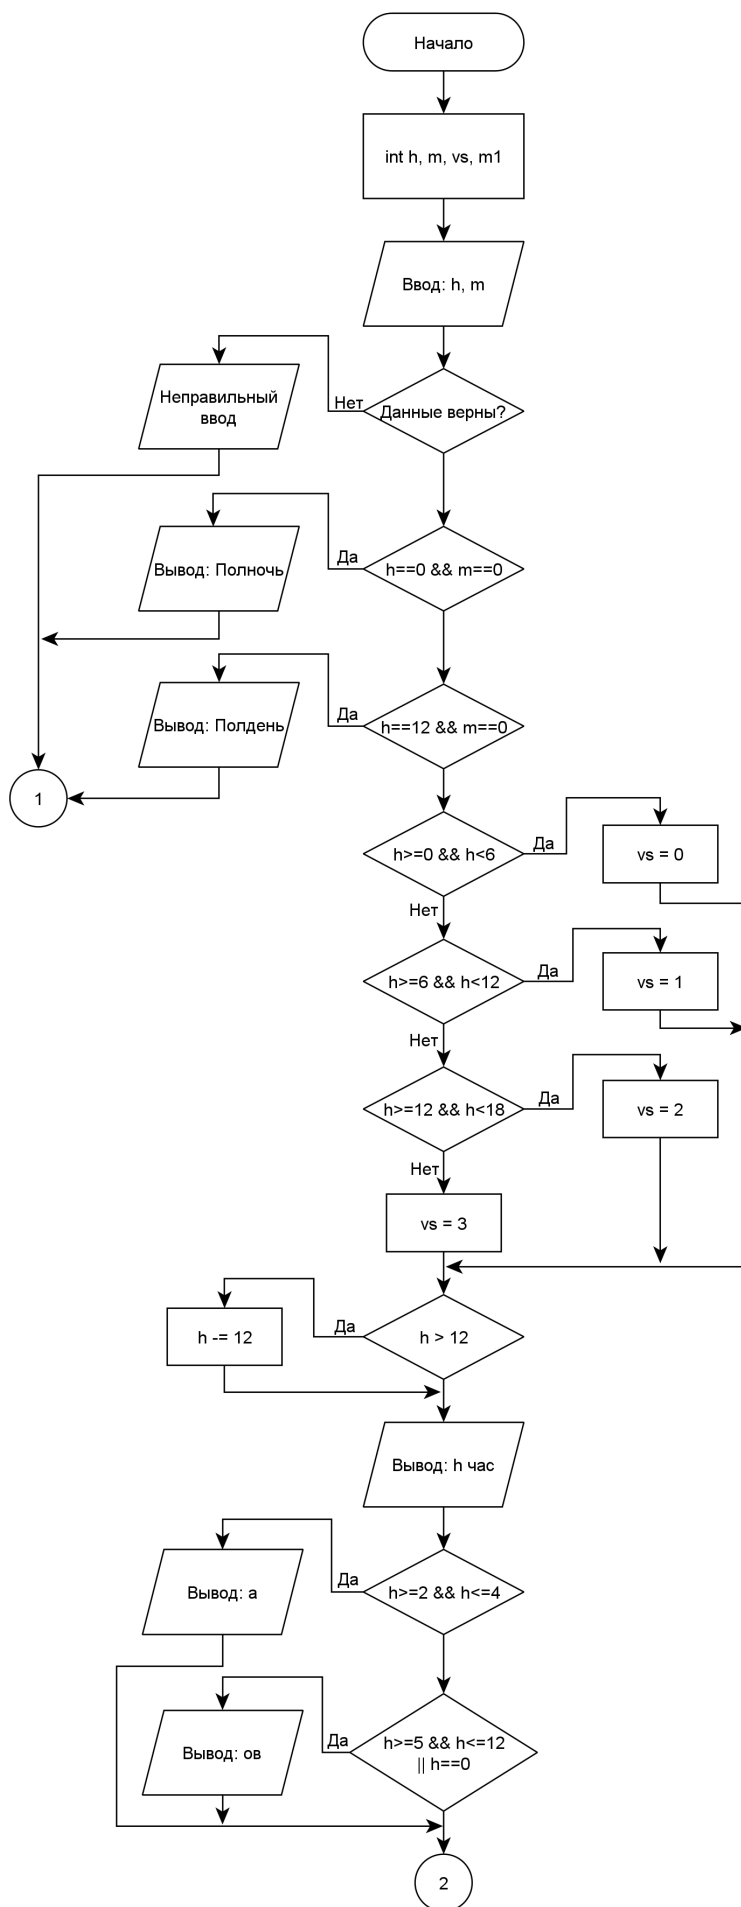 Начало
int h, m, vs, m1
Ввод: h, m
Данные верны?
Нет
Неправильный
ввод
h==0 && m==0
Да
Вывод: Полночь
h==12 && m==0
Да
Вывод: Полдень
1
h>=0 && h<6
Да
vs = 0
Нет
h>=6 && h<12
Да
vs = 1
Нет
h>=12 && h<18
Да
vs = 2
Нет
vs = 3
h > 12
Да
h -= 12
Вывод: h час
h>=2 && h<=4
Да
Вывод: а
h>=5 && h<=12
|| h==0
Да
Вывод: ов
2